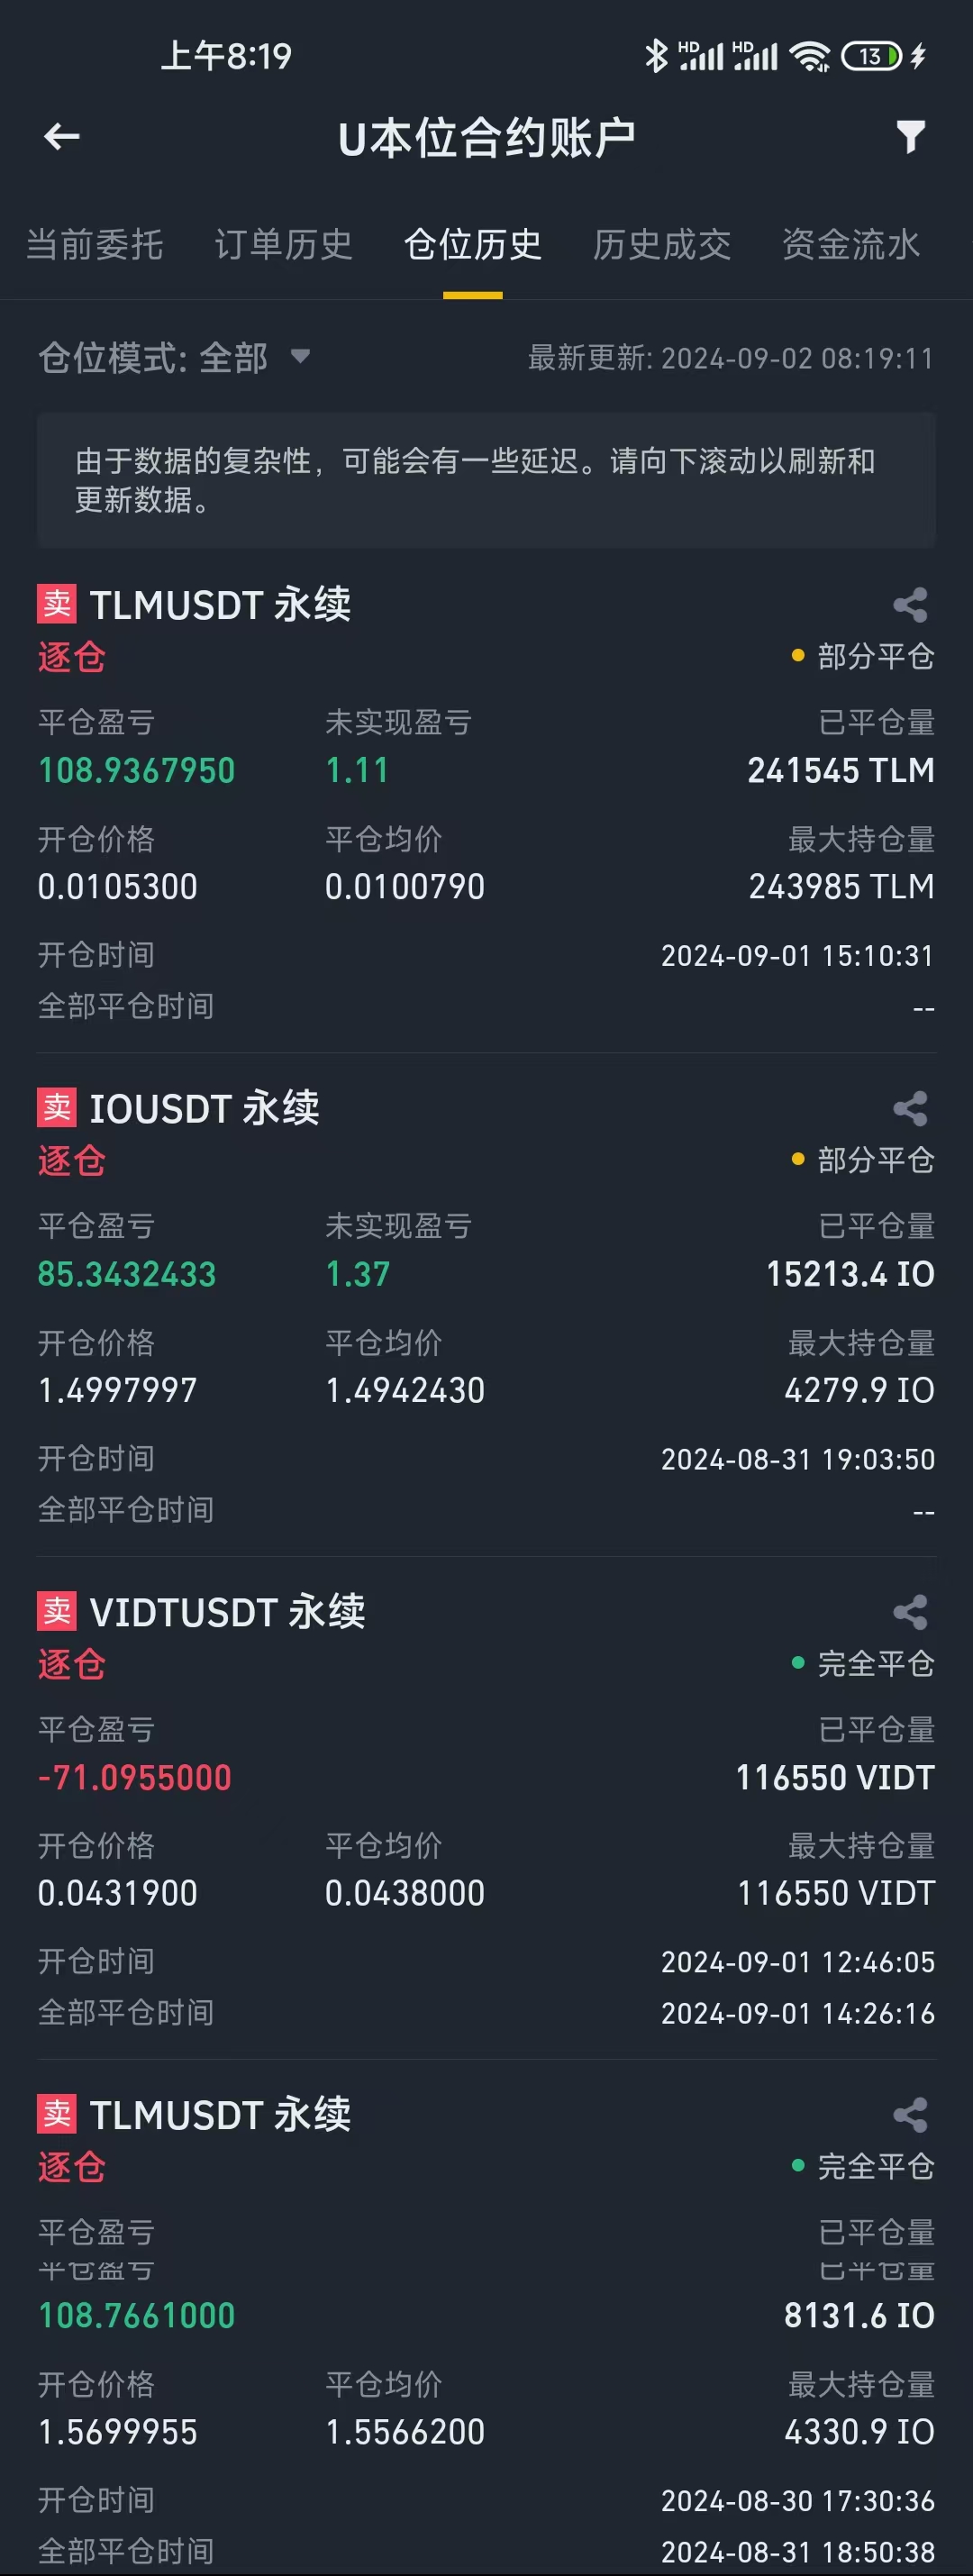 上午8:19
HD HD 13
U本位合约账户
当前委托 订单历史 仓位历史 历史成交 资金流水
仓位模式: 全部 最新更新: 2024-09-02 08:19:11
由于数据的复杂性，可能会有一些延迟。请向下滚动以刷新和
更新数据。
卖 TLMUSDT 永续
逐仓 部分平仓
平仓盈亏 未实现盈亏 已平仓量
108.9367950 1.11 241545 TLM
开仓价格 平仓均价 最大持仓量
0.0105300 0.0100790 243985 TLM
开仓时间 2024-09-01 15:10:31
全部平仓时间 --
卖 IOUSDT 永续
逐仓 部分平仓
平仓盈亏 未实现盈亏 已平仓量
85.3432433 1.37 15213.4 IO
开仓价格 平仓均价 最大持仓量
1.4997997 1.4942430 4279.9 IO
开仓时间 2024-08-31 19:03:50
全部平仓时间 --
卖 VIDTUSDT 永续
逐仓 完全平仓
平仓盈亏 已平仓量
-71.0955000 116550 VIDT
开仓价格 平仓均价 最大持仓量
0.0431900 0.0438000 116550 VIDT
开仓时间 2024-09-01 12:46:05
全部平仓时间 2024-09-01 14:26:16
卖 TLMUSDT 永续
逐仓 完全平仓
平仓盈亏 已平仓量
平仓盈亏 已平仓量
108.7661000 8131.6 IO
开仓价格 平仓均价 最大持仓量
1.5699955 1.5566200 4330.9 IO
开仓时间 2024-08-30 17:30:36
全部平仓时间 2024-08-31 18:50:38